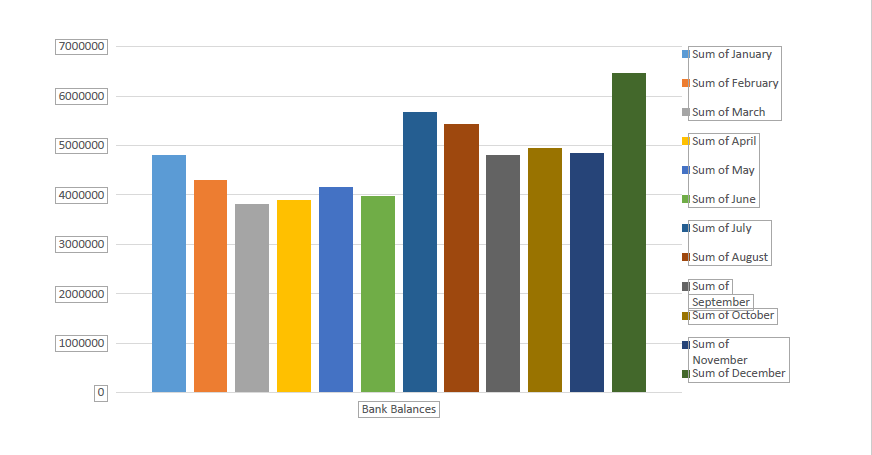 7000000
6000000
5000000
4000000
3000000
2000000
1000000
0
Bank Balances
Sum of January
Sum of February
Sum of March
Sum of April
Sum of May
Sum of June
Sum of July
Sum of August
Sum of
September
Sum of October
Sum of
November
Sum of December